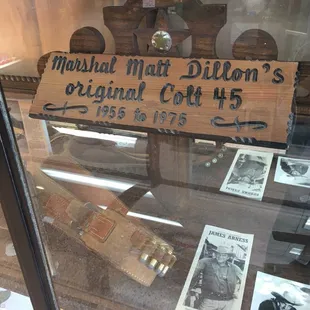 Marshal Matt Dillon's
original Colt 45
1955 to 1975
JAMES ARNESS